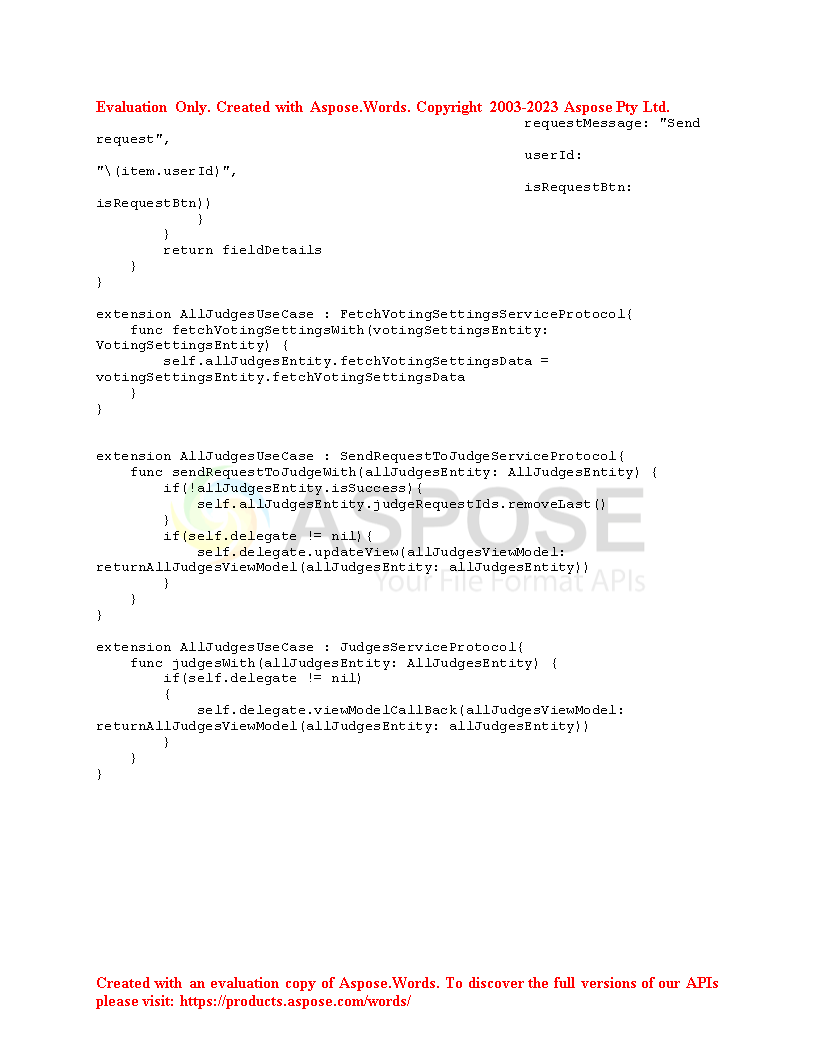 Evaluation Only. Created with Aspose.Words. Copyright 2003-2023 Aspose Pty Ltd.
requestMessage: "Send
request",
userId:
"\(item.userId)",
isRequestBtn:
isRequestBtn))
}
}
return fieldDetails
}
}
extension AllJudgesUseCase : FetchVotingSettingsServiceProtocol{
func fetchVotingSettingsWith(votingSettingsEntity:
VotingSettingsEntity) {
self.allJudgesEntity.fetchVotingSettingsData =
votingSettingsEntity.fetchVotingSettingsData
}
}
extension AllJudgesUseCase : SendRequestToJudgeServiceProtocol{
func sendRequestToJudgeWith(allJudgesEntity: AllJudgesEntity) {
if(!allJudgesEntity.isSuccess){
self.allJudgesEntity.judgeRequestIds.removeLast()
}
if(self.delegate != nil){
self.delegate.updateView(allJudgesViewModel:
returnAllJudgesViewModel(allJudgesEntity: allJudgesEntity))
}
}
}
ASPOSE
Your File Format APIs
extension AllJudgesUseCase : JudgesServiceProtocol{
func judgesWith(allJudgesEntity: AllJudgesEntity) {
if(self.delegate != nil)
{
self.delegate.viewModelCallBack(allJudgesViewModel:
returnAllJudgesViewModel(allJudgesEntity: allJudgesEntity))
}
}
}
Created with an evaluation copy of Aspose.Words. To discover the full versions of our APIs
please visit: https://products.aspose.com/words/